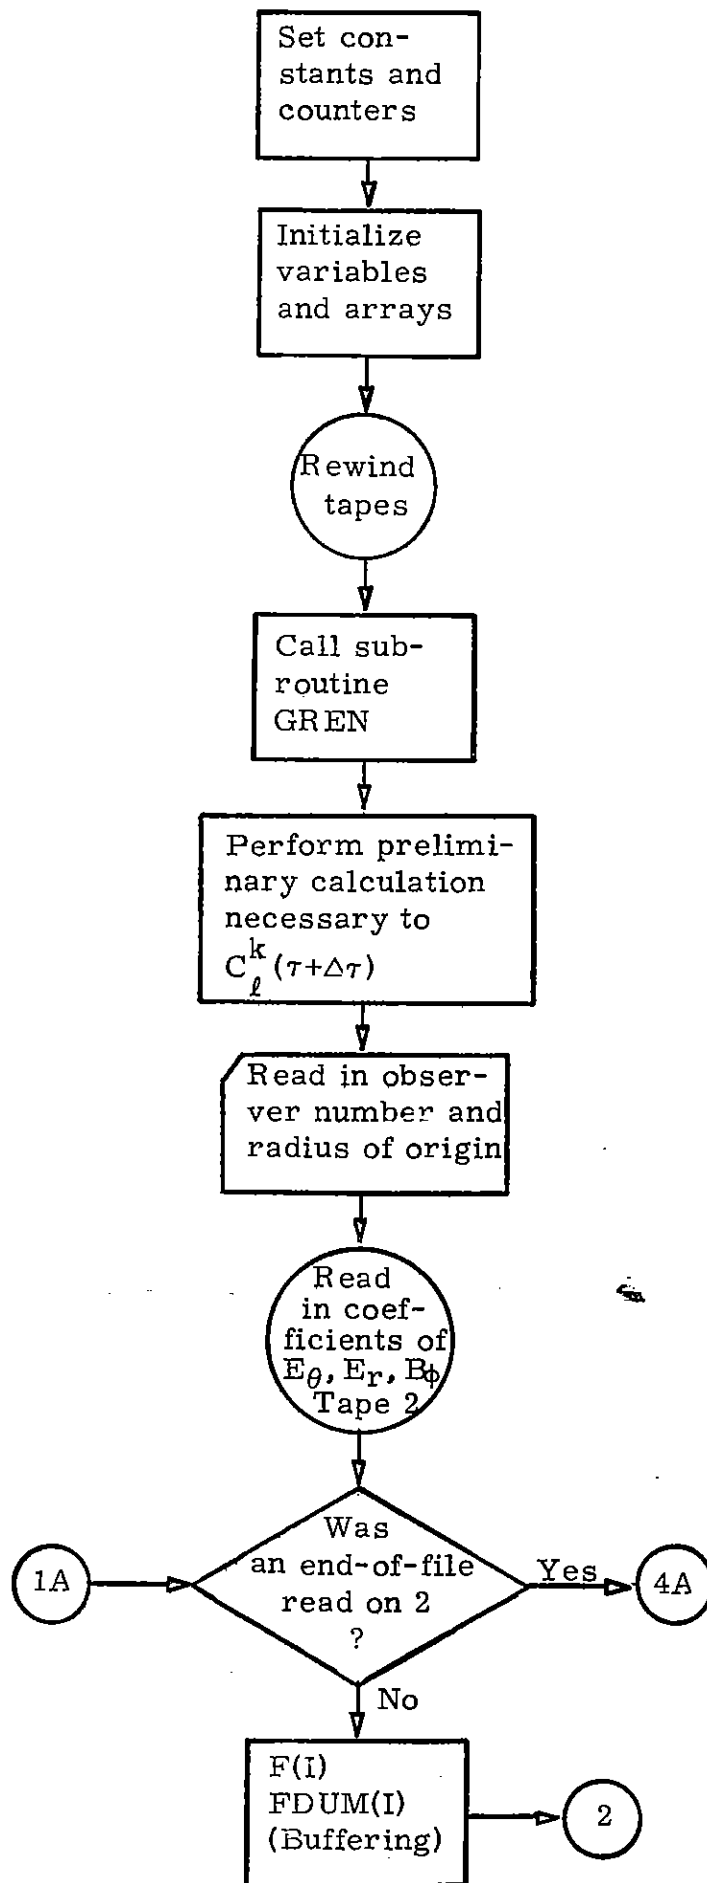 Set con-
stants and
counters
Initialize
variables
and arrays
Rewind
tapes
Call sub-
routine
GREN
Perform prelimi-
nary calculation
necessary to
C_ℓ^k(τ+Δτ)
Read in obser-
ver number and
radius of origin
Read
in coef-
ficients of
E_θ, E_r, B_ϕ
Tape 2
1A
Was
an end-of-file
read on 2
?
Yes
4A
No
F(I)
FDUM(I)
(Buffering)
2